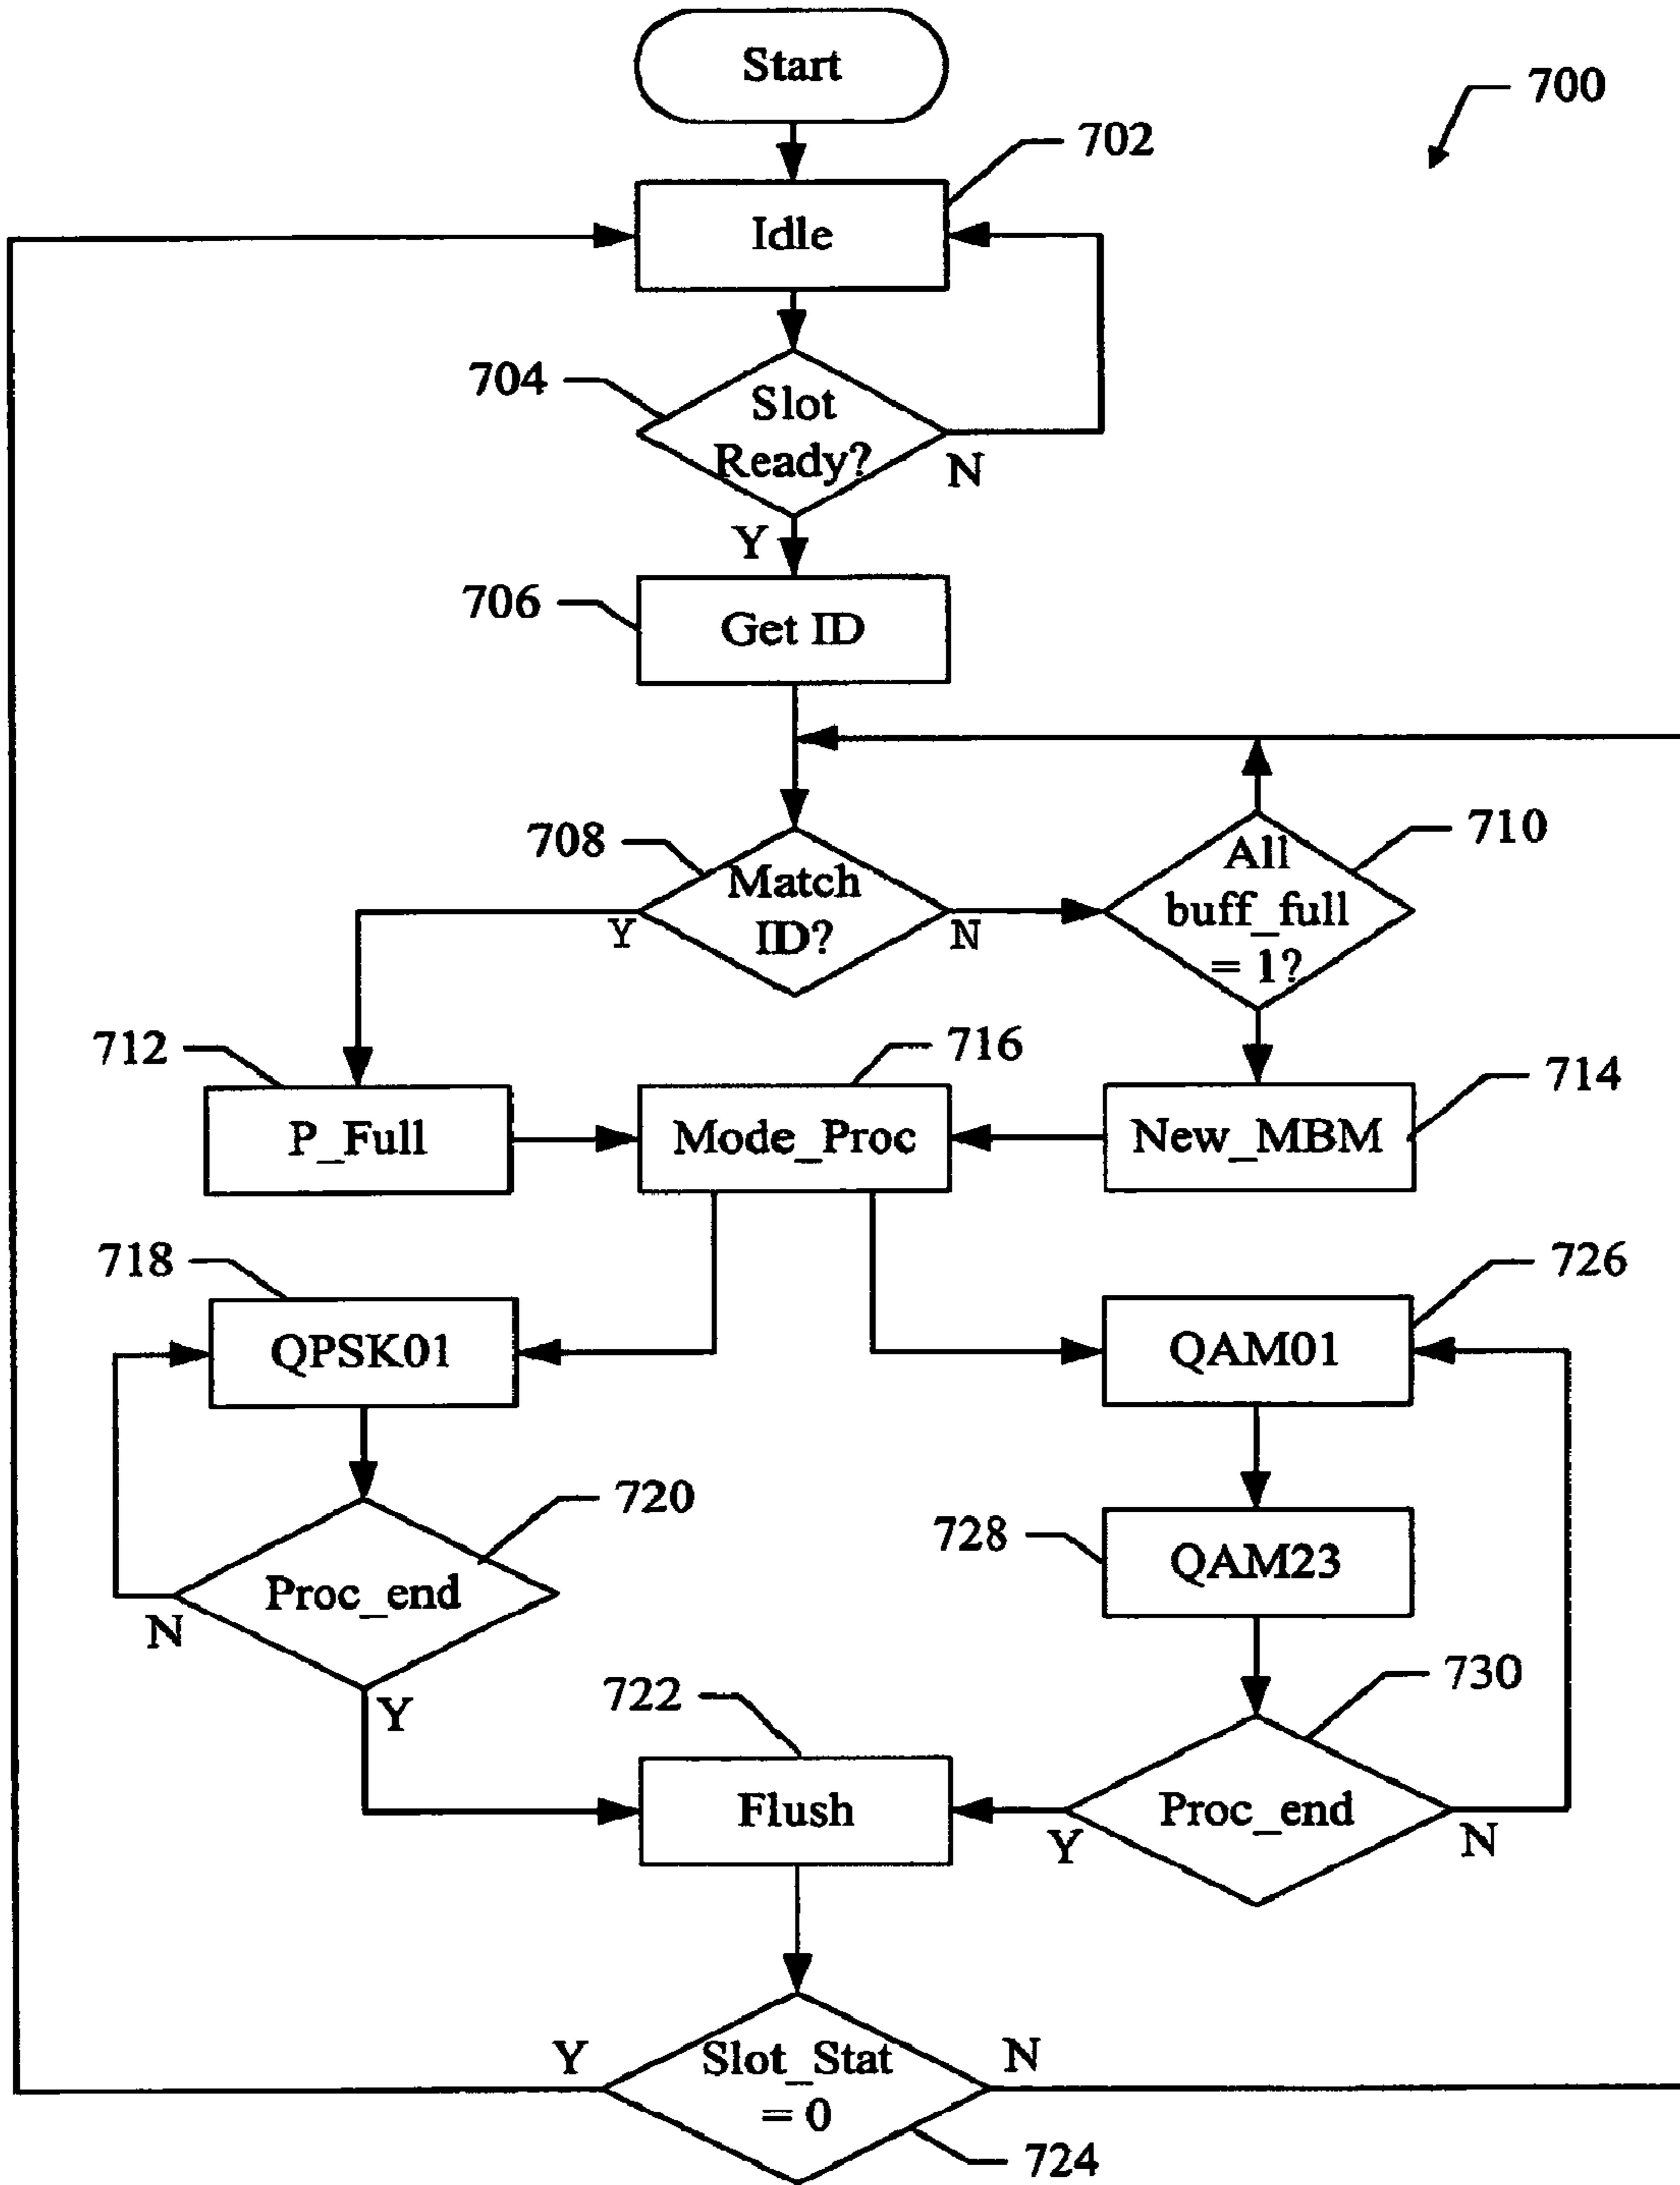 Start
700
702
Idle
704
Slot
Ready?
N
Y
706
Get ID
708
Match
ID?
Y
N
710
All
buff_full
= 1?
712
P_Full
716
Mode_Proc
714
New_MBM
718
QPSK01
726
QAM01
720
Proc_end
N
Y
728
QAM23
722
Flush
730
Proc_end
Y
N
Y
Slot_Stat
= 0
N
724